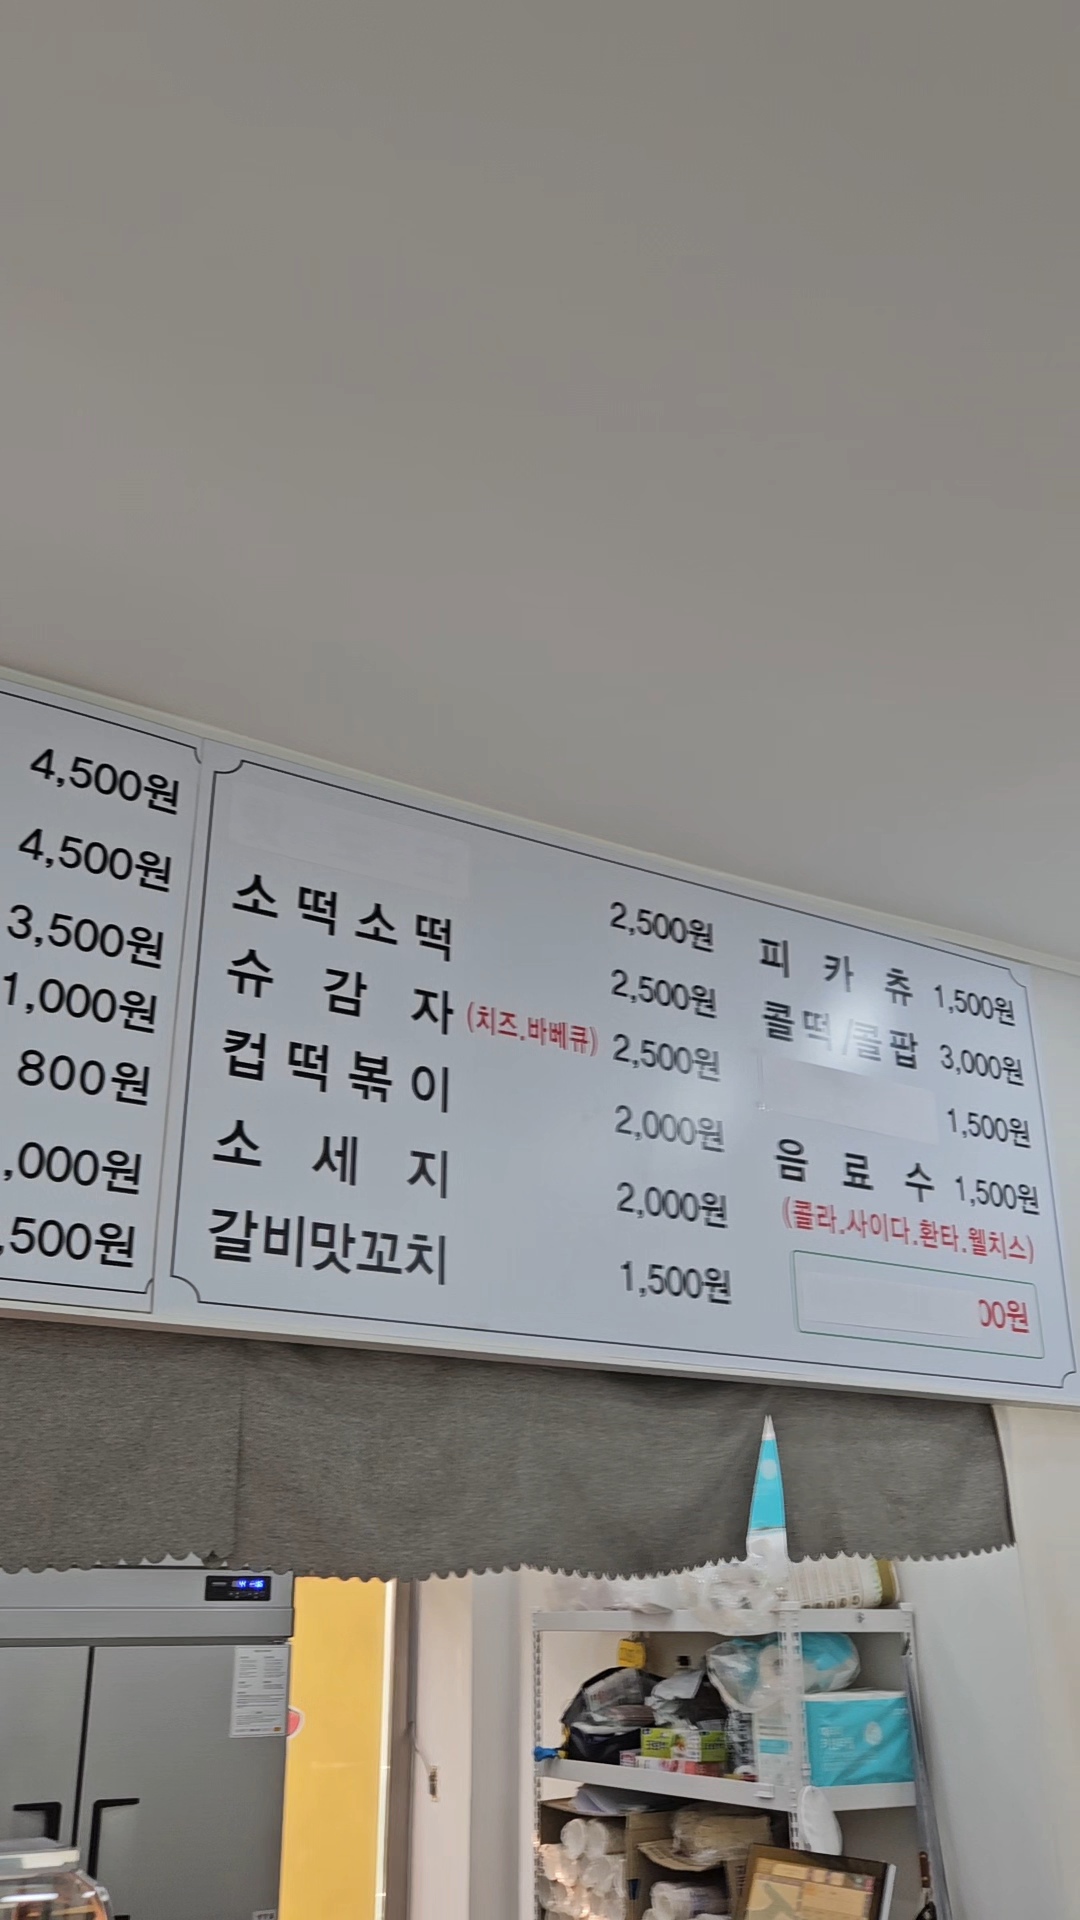 4,500원
4,500원
3,500원
1,000원
800원
,000원
,500원
2,500원
소떡소떡 2,500원
슈감자 (치즈.바베큐) 2,500원
컵떡볶이 2,000원
소세지 2,000원
갈비맛꼬치 1,500원
피카츄 1,500원
콜떡/콜팝 3,000원
1,500원
음료수 1,500원
(콜라.사이다.환타.웰치스)
00원